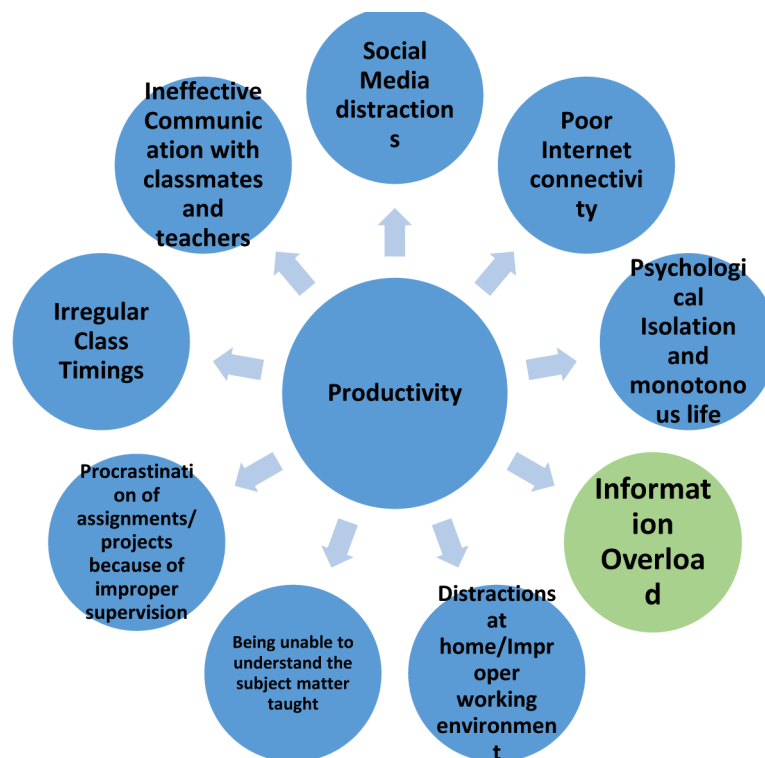 Social
Media
distraction
s
Poor
Internet
connectivi
ty
Psychologi
cal
Isolation
and
monotono
us life
Informat
ion
Overloa
d
Distractions
at
home/Impr
oper
working
environmen
t
Being unable to
understand the
subject matter
taught
Procrastinati
on of
assignments/
projects
because of
improper
supervision
Irregular
Class
Timings
Ineffective
Communic
ation with
classmates
and
teachers
Productivity